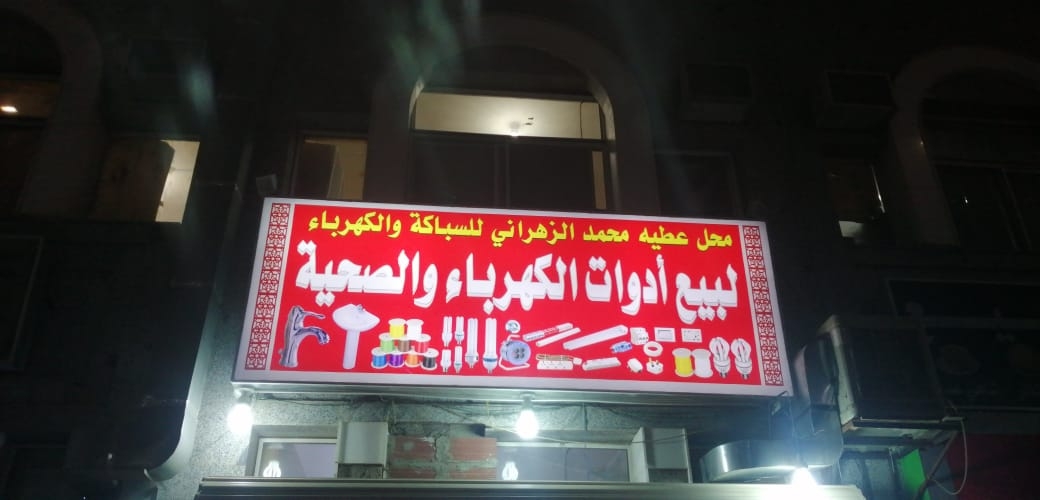 محل عطيه محمد الزهراني للسباكة والكهرباء
لبيع أدوات الكهرباء والصحية